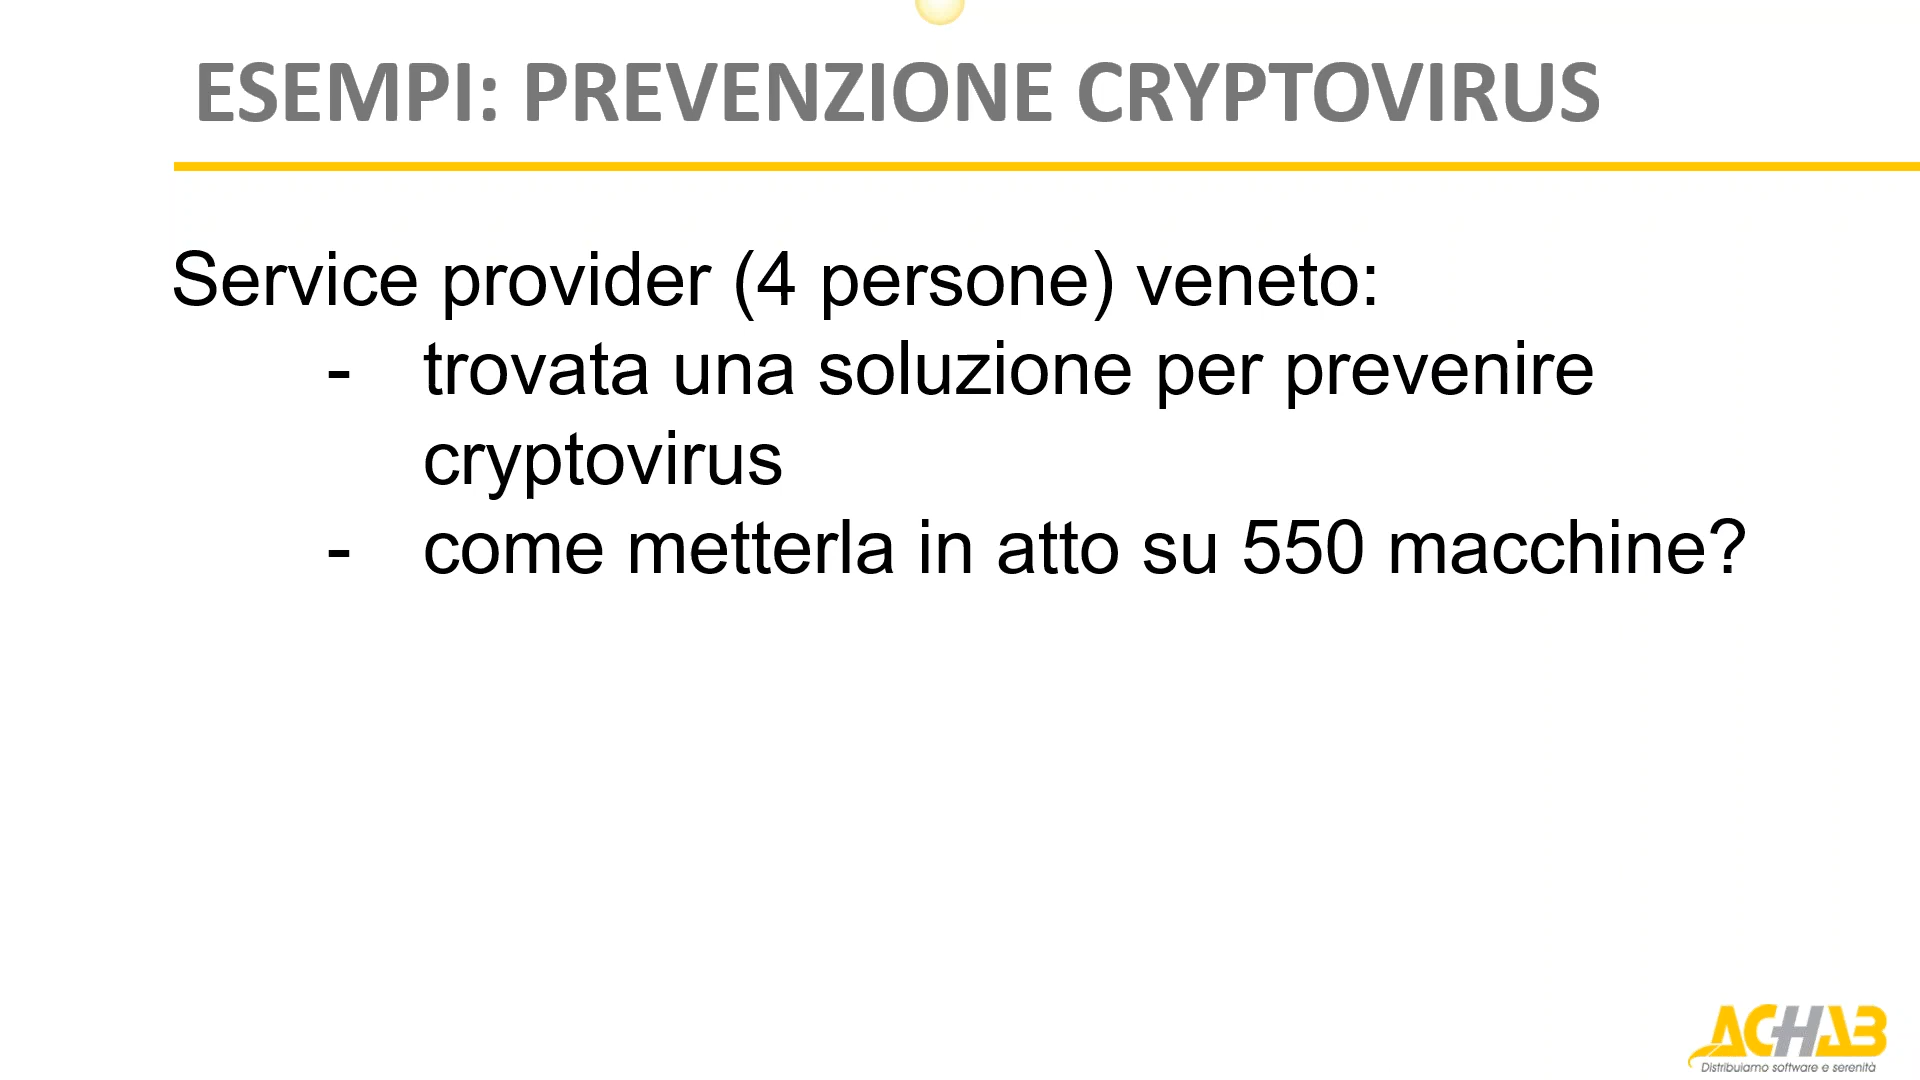 ESEMPI: PREVENZIONE CRYPTOVIRUS
Service provider (4 persone) veneto:
- trovata una soluzione per prevenire
cryptovirus
- come metterla in atto su 550 macchine?
ACHAB
Distribuiamo software e serenità